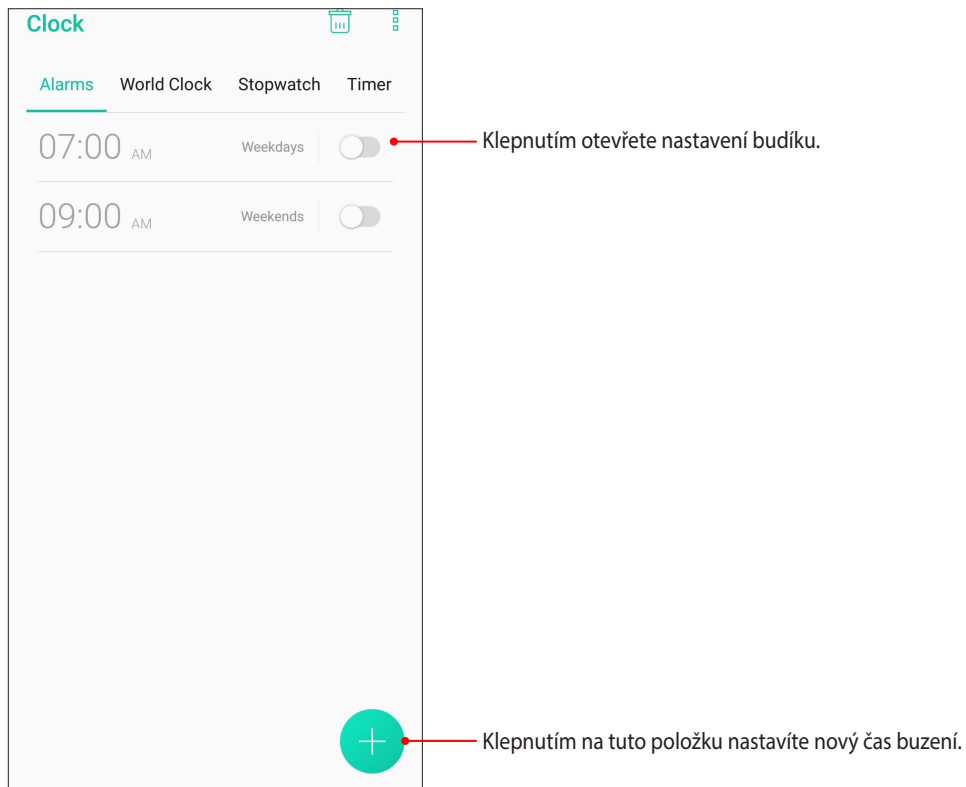 Clock
Alarms World Clock Stopwatch Timer
07:00 AM Weekdays
Klepnutím otevřete nastavení budíku.
09:00 AM Weekends
Klepnutím na tuto položku nastavíte nový čas buzení.